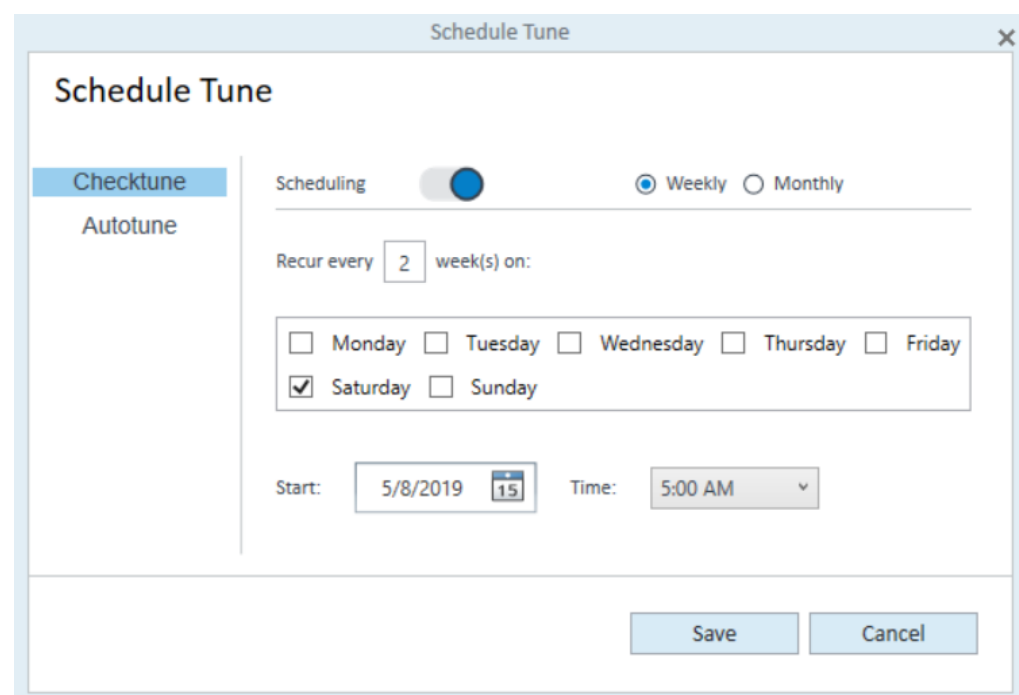 Schedule Tune
Schedule Tune
Checktune
Autotune
Scheduling Weekly Monthly
Recur every 2 week(s) on:
Monday Tuesday Wednesday Thursday Friday
Saturday Sunday
Start: 5/8/2019 15 Time: 5:00 AM
Save Cancel